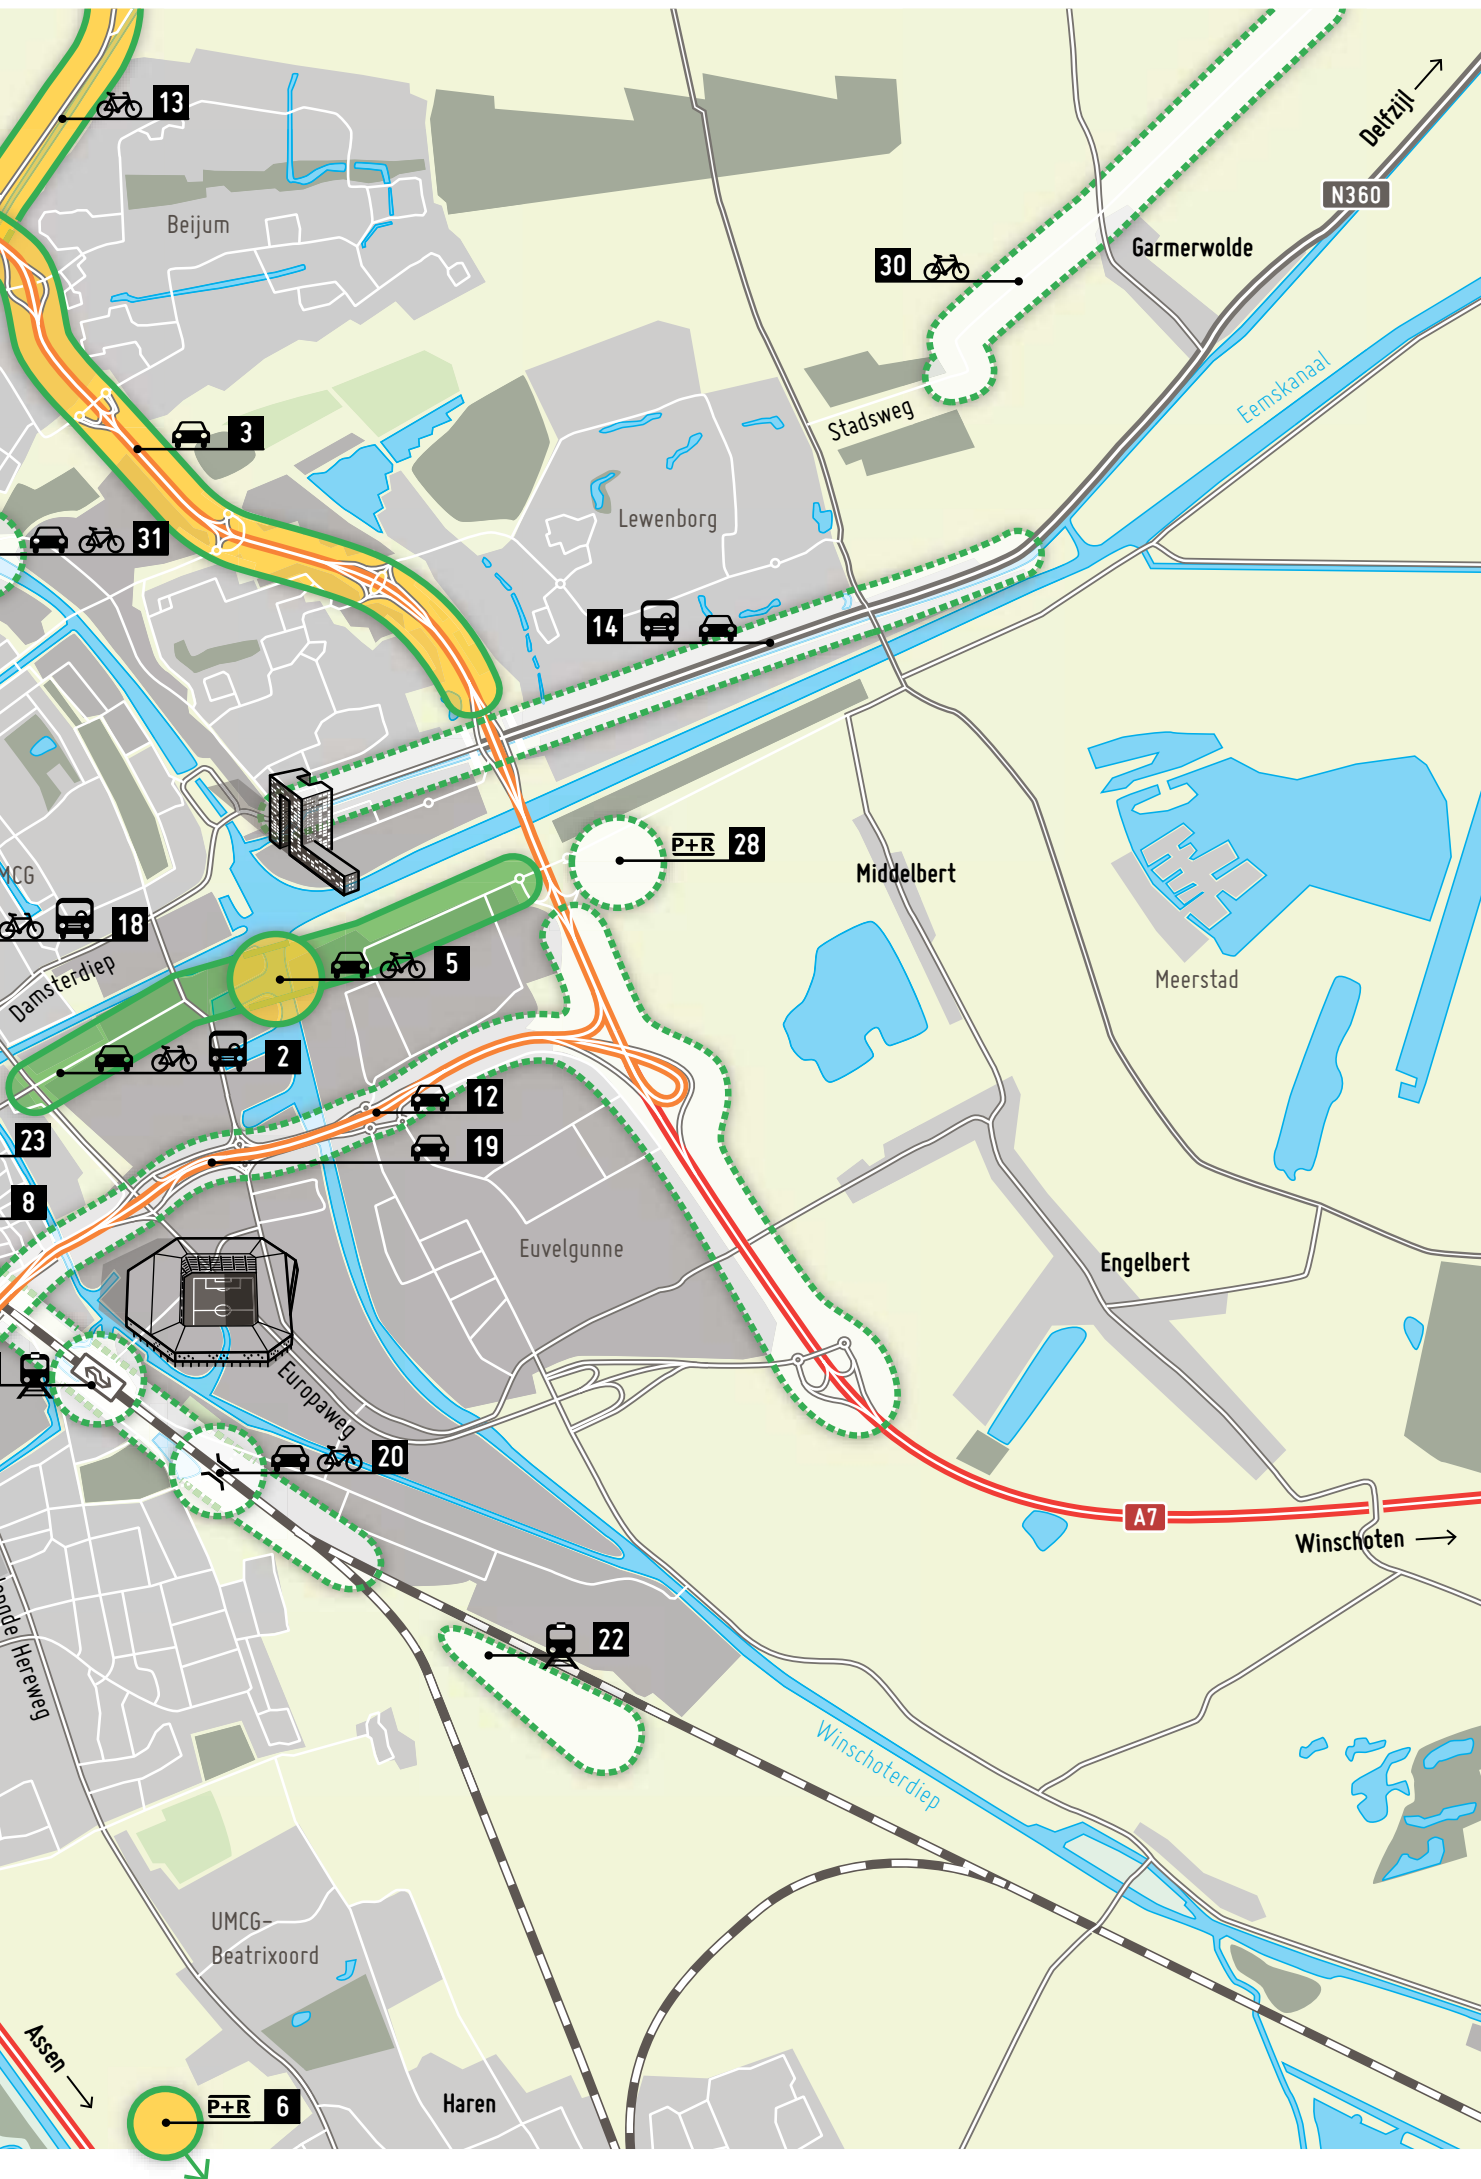 13
Delfzijl
N360
Beijum
Garmerwolde
30
Eemskanaal
Stadsweg
3
Lewenborg
31
14
P+R 28
Middelbert
18
Damsterdiep
5
Meerstad
2
12
23
19
8
Euvelgunne
Engelbert
Europaweg
20
A7
Winschoten
22
Hereweg
Winschoterdiep
UMCG-
Beatrixoord
Assen
P+R 6
Haren